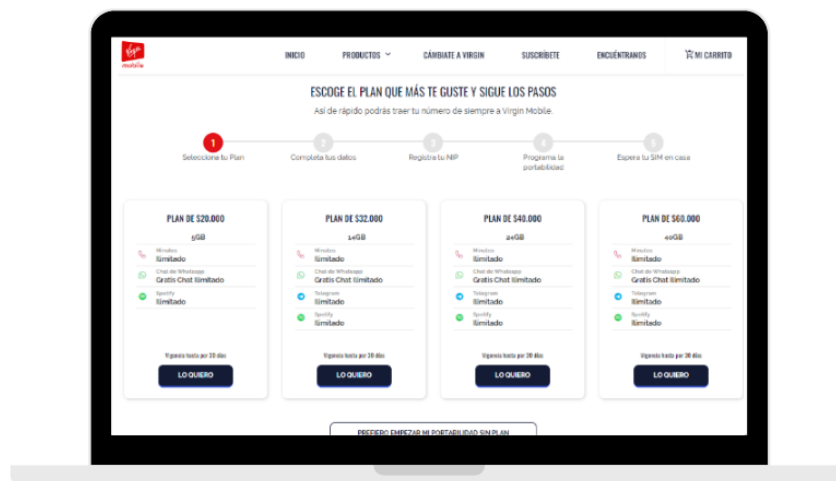 Virgin
mobile
INICIO
PRODUCTOS
CÁMBIATE A VIRGIN
SUSCRÍBETE
ENCUÉNTRANOS
MI CARRITO
ESCOGE EL PLAN QUE MÁS TE GUSTE Y SIGUE LOS PASOS
Así de rápido podrás traer tu número de siempre a Virgin Mobile.
1
Selecciona tu Plan
2
Completa tus datos
3
Registra tu NIP
4
Programa la
portabilidad
5
Espera tu SIM en casa
PLAN DE $20.000
5GB
Minutos
Ilimitado
Chat de Whatsapp
Gratis Chat Ilimitado
Spotify
Ilimitado
Vigencia hasta por 20 días
LO QUIERO
PLAN DE $32.000
14GB
Minutos
Ilimitado
Chat de Whatsapp
Gratis Chat Ilimitado
Telegram
Ilimitado
Spotify
Ilimitado
Vigencia hasta por 30 días
LO QUIERO
PLAN DE $40.000
24GB
Minutos
Ilimitado
Chat de Whatsapp
Gratis Chat Ilimitado
Telegram
Ilimitado
Spotify
Ilimitado
Vigencia hasta por 30 días
LO QUIERO
PLAN DE $60.000
40GB
Minutos
Ilimitado
Chat de Whatsapp
Gratis Chat Ilimitado
Telegram
Ilimitado
Spotify
Ilimitado
Vigencia hasta por 30 días
LO QUIERO
PREFIERO EMPEZAR MI PORTABILIDAD SIN PLAN